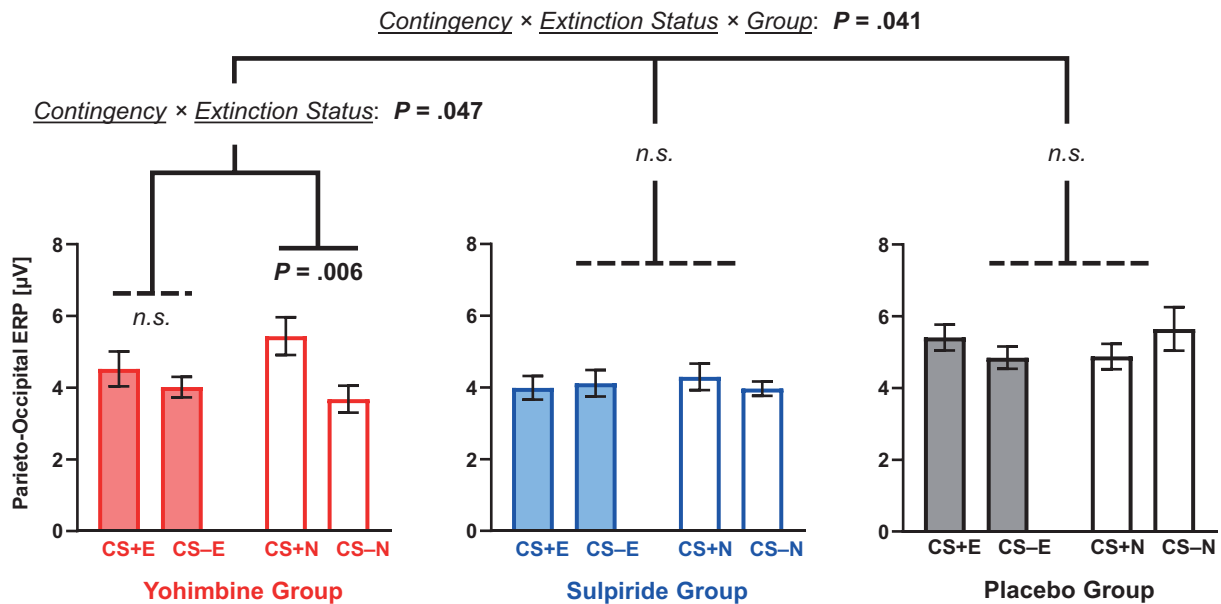 Contingency × Extinction Status × Group: P = .041
Contingency × Extinction Status: P = .047
n.s.
n.s.
P = .006
n.s.
Parieto-Occipital ERP [µV]
8
6
4
2
0
CS+E CS–E CS+N CS–N
Yohimbine Group
8
6
4
2
0
CS+E CS–E CS+N CS–N
Sulpiride Group
8
6
4
2
0
CS+E CS–E CS+N CS–N
Placebo Group